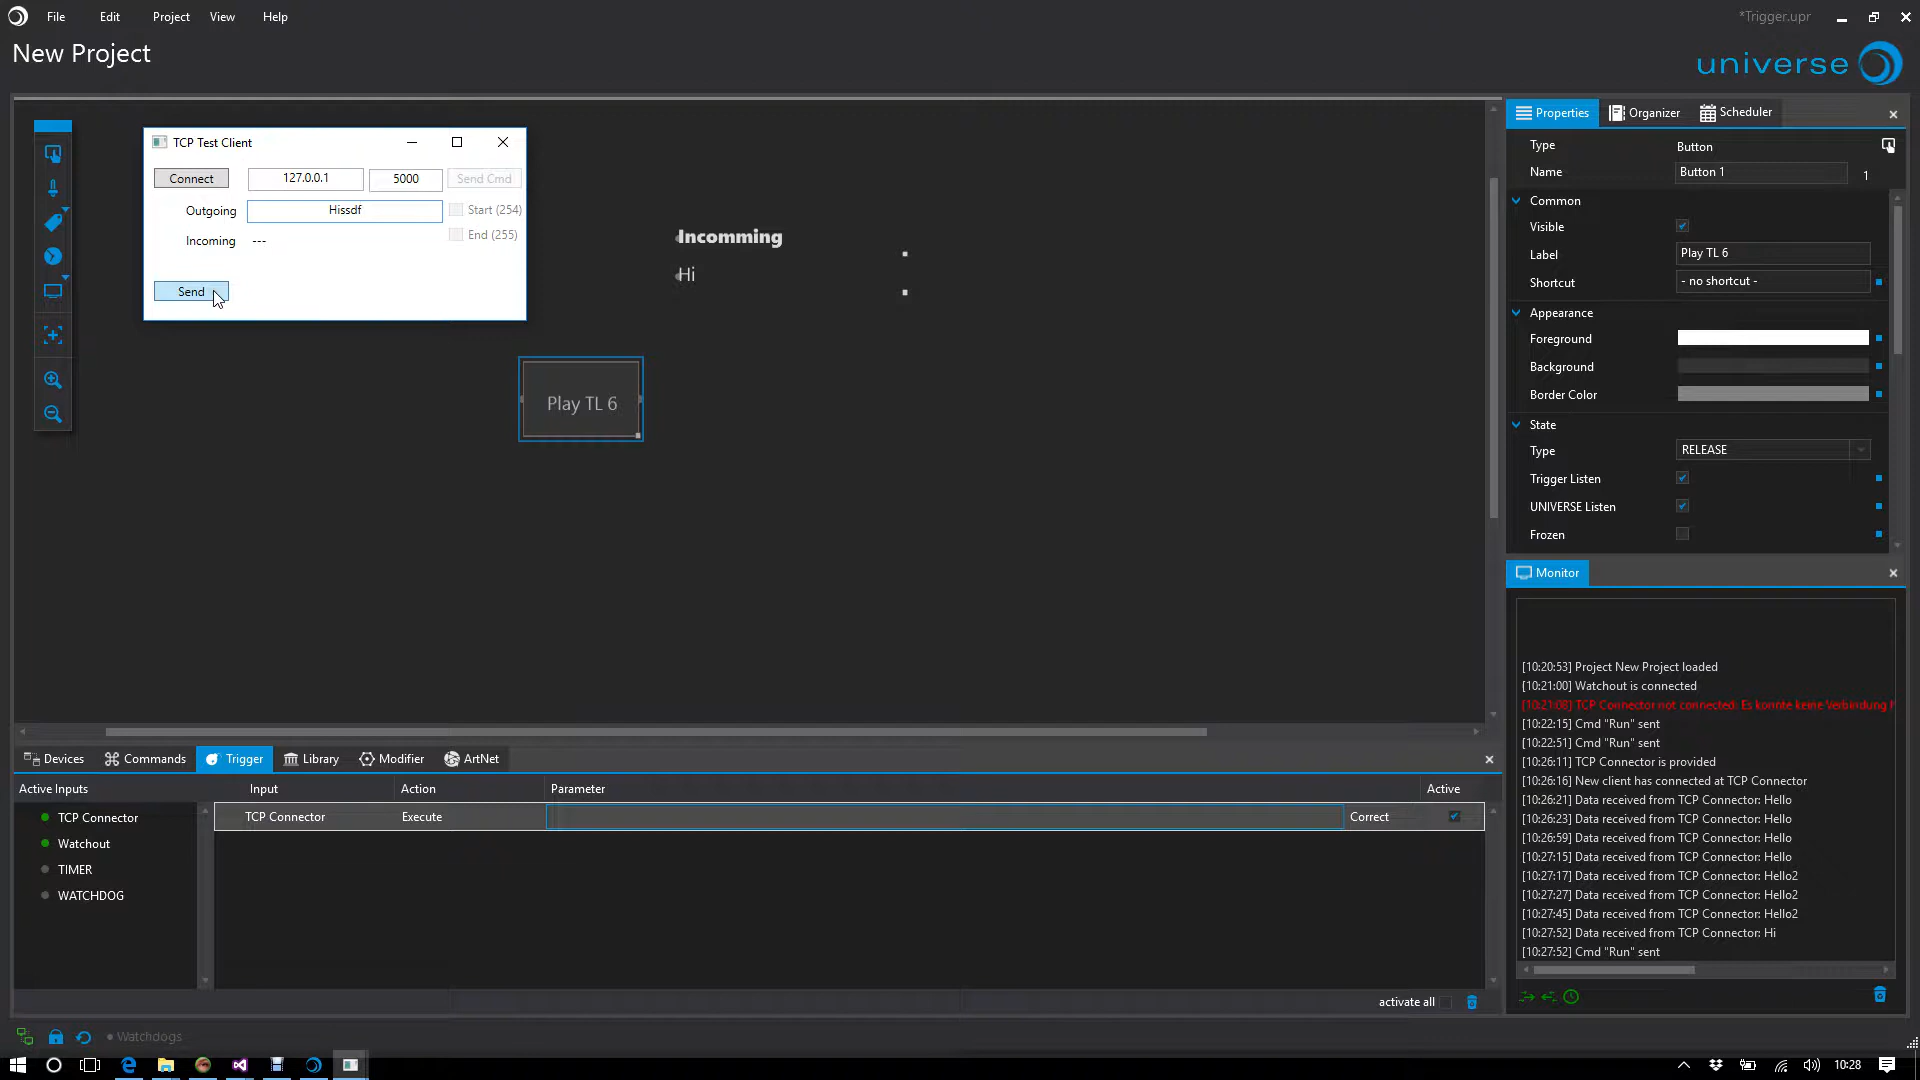 File Edit Project View Help
*Trigger.upr
New Project
universe
TCP Test Client
Connect 127.0.0.1 5000 Send Cmd
Outgoing Hissdf Start (254)
Incoming --- End (255)
Send
Incomming
Hi
Play TL 6
Properties Organizer Scheduler
Type Button
Name Button 1 1
Common
Visible
Label Play TL 6
Shortcut - no shortcut -
Appearance
Foreground
Background
Border Color
State
Type RELEASE
Trigger Listen
UNIVERSE Listen
Frozen
Monitor
[10:20:53] Project New Project loaded
[10:21:00] Watchout is connected
[10:21:08] TCP Connector not connected: Es konnte keine Verbindung
[10:22:15] Cmd "Run" sent
[10:22:51] Cmd "Run" sent
[10:26:11] TCP Connector is provided
[10:26:16] New client has connected at TCP Connector
[10:26:21] Data received from TCP Connector: Hello
[10:26:23] Data received from TCP Connector: Hello
[10:26:59] Data received from TCP Connector: Hello
[10:27:15] Data received from TCP Connector: Hello
[10:27:17] Data received from TCP Connector: Hello2
[10:27:27] Data received from TCP Connector: Hello2
[10:27:45] Data received from TCP Connector: Hello2
[10:27:52] Data received from TCP Connector: Hi
[10:27:52] Cmd "Run" sent
Devices Commands Trigger Library Modifier ArtNet
Active Inputs Input Action Parameter Active
TCP Connector TCP Connector Execute Correct
Watchout
TIMER
WATCHDOG
activate all
Watchdogs
10:28